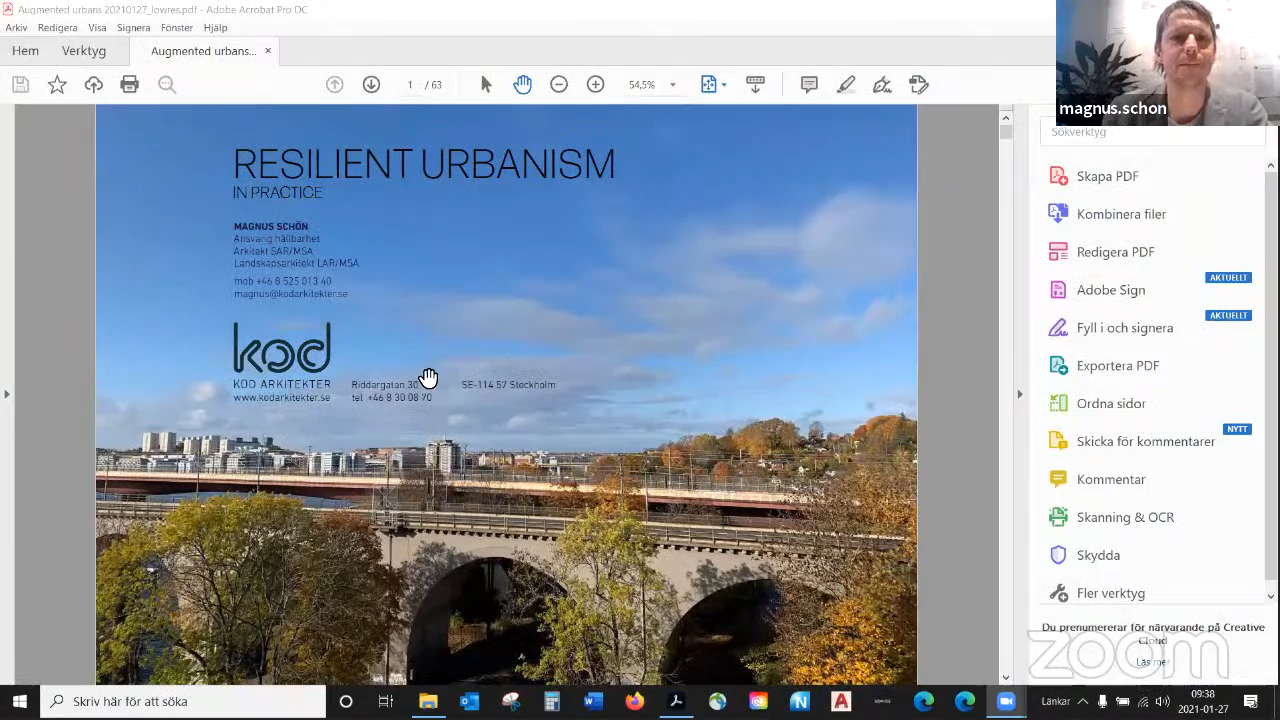 Augmented urbans 20210127_lowres.pdf - Adobe Acrobat Pro DC
Arkiv Redigera Visa Signera Fönster Hjälp
Hem Verktyg Augmented urbans... ×
1 / 63 54,5%
magnus.schon
Sökverktyg
RESILIENT URBANISM
IN PRACTICE
MAGNUS SCHÖN
Ansvarig hållbarhet
Arkitekt SAR/MSA
Landskapsarkitekt LAR/MSA
mob +46 8 525 013 40
magnus@kodarkitekter.se
kod
KOD ARKITEKTER 30 SE-114 57 Stockholm
www.kodarkitekter.se tel +46 8 30 08 70
Skapa PDF
Kombinera filer
Redigera PDF
AKTUELLT
Adobe Sign
AKTUELLT
Fyll i och signera
Exportera PDF
Ordna sidor
NYTT
Skicka för kommentarer
Kommentar
Skanning & OCR
Skydda
Fler verktyg
Du prenumererar för närvarande på Creative
Cloud
Läs mer
zoom
Skriv här för att söka
Länkar
09:38
2021-01-27